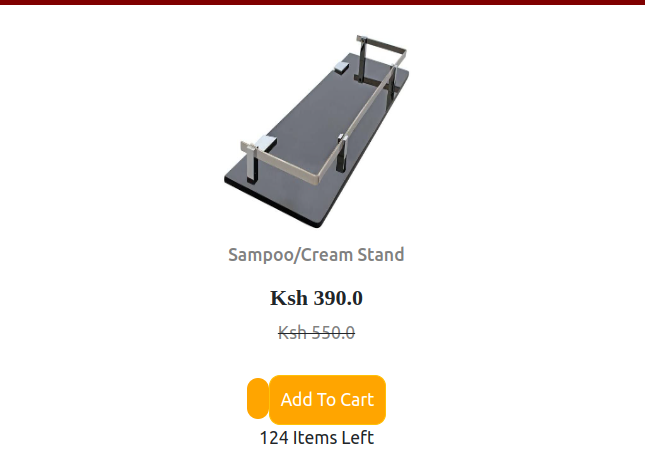 Sampoo/Cream Stand
Ksh 390.0
Ksh 550.0
Add To Cart
124 Items Left